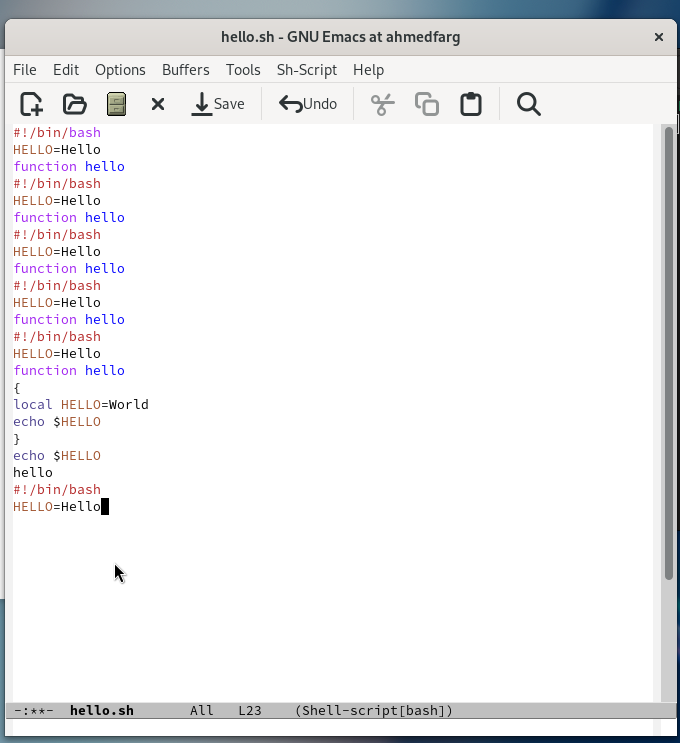 hello.sh - GNU Emacs at ahmedfarg
File Edit Options Buffers Tools Sh-Script Help
Save Undo
#!/bin/bash
HELLO=Hello
function hello
#!/bin/bash
HELLO=Hello
function hello
#!/bin/bash
HELLO=Hello
function hello
#!/bin/bash
HELLO=Hello
function hello
#!/bin/bash
HELLO=Hello
function hello
{
local HELLO=World
echo $HELLO
}
echo $HELLO
hello
#!/bin/bash
HELLO=Hello
-:**- hello.sh All L23 (Shell-script[bash])